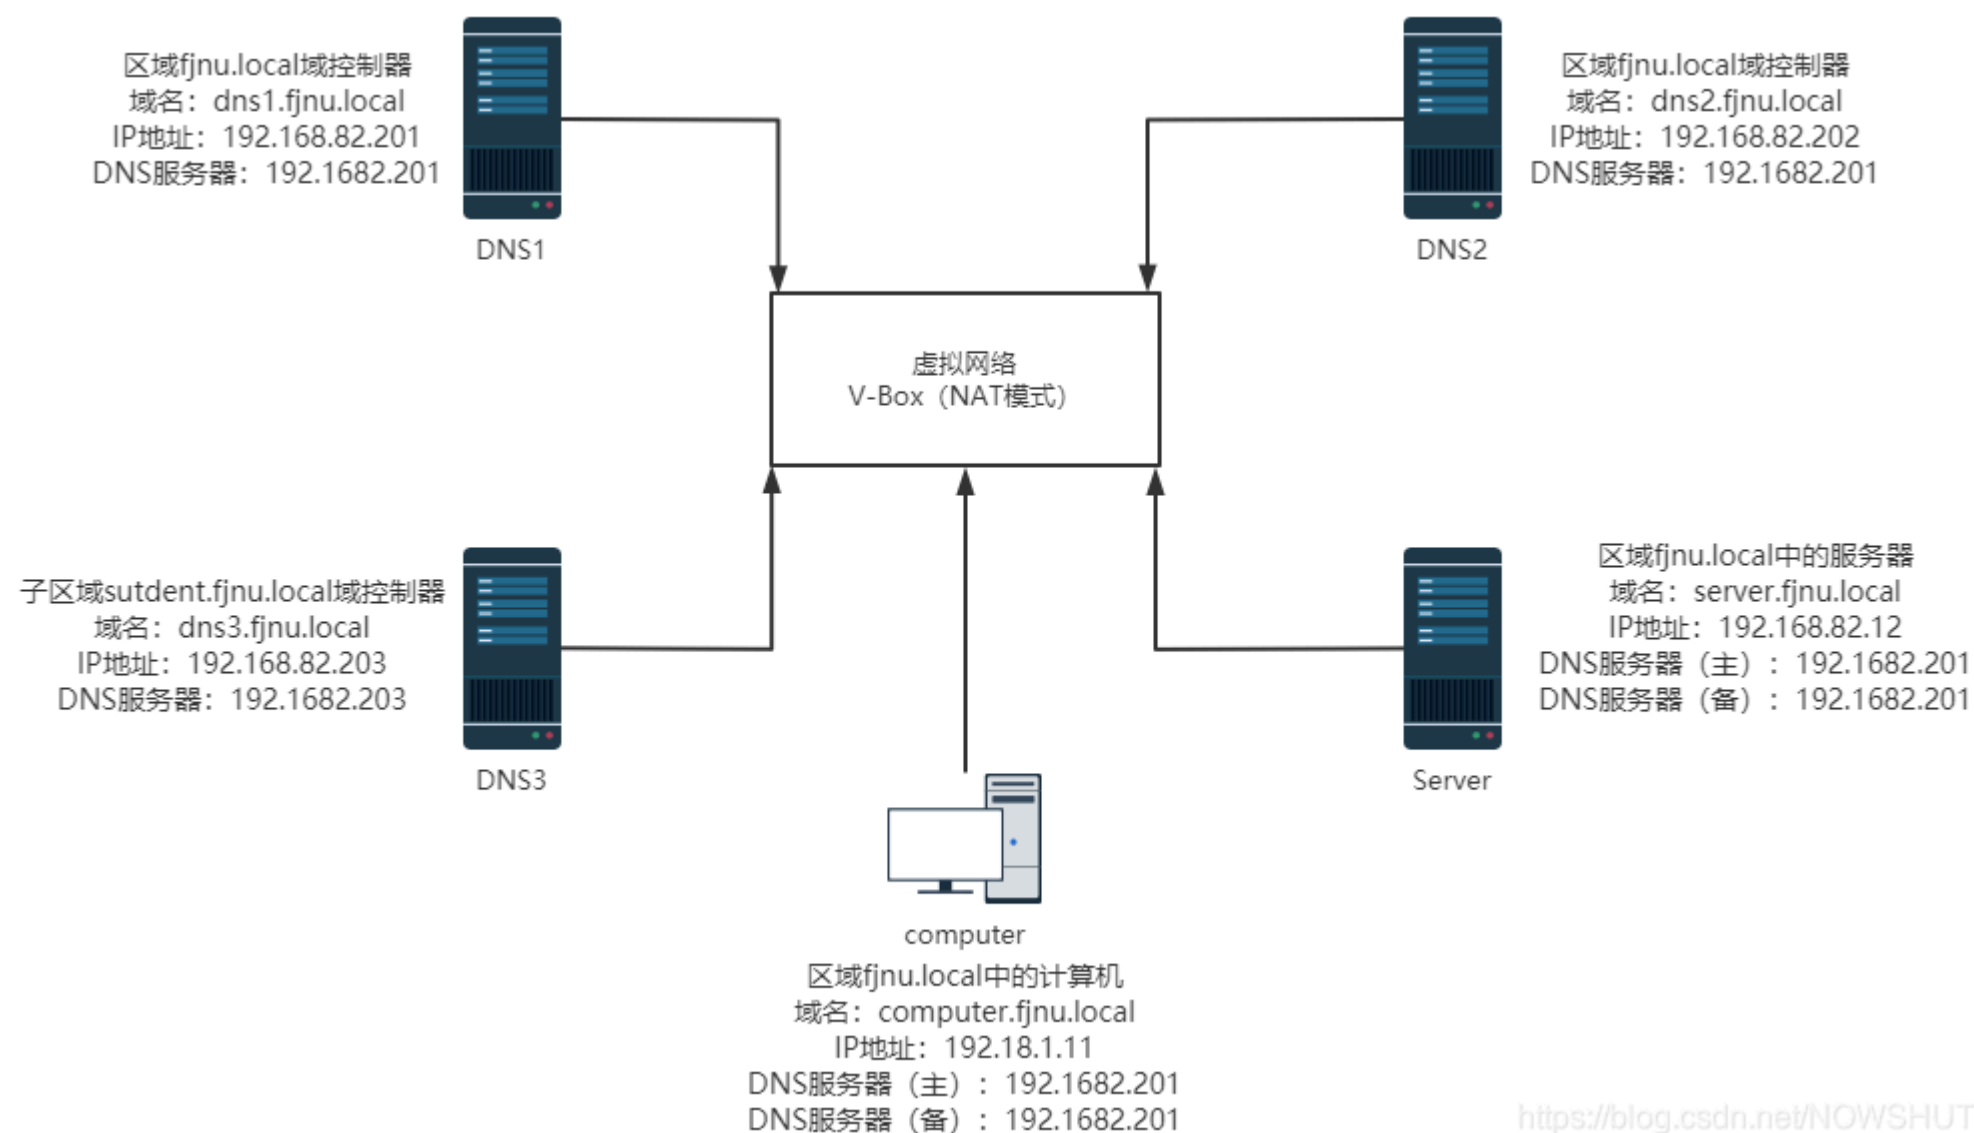 区域fjnu.local域控制器
域名：dns1.fjnu.local
IP地址：192.168.82.201
DNS服务器：192.1682.201
DNS1
区域fjnu.local域控制器
域名：dns2.fjnu.local
IP地址：192.168.82.202
DNS服务器：192.1682.201
DNS2
虚拟网络
V-Box（NAT模式）
子区域sutdent.fjnu.local域控制器
域名：dns3.fjnu.local
IP地址：192.168.82.203
DNS服务器：192.1682.203
DNS3
区域fjnu.local中的服务器
域名：server.fjnu.local
IP地址：192.168.82.12
DNS服务器（主）：192.1682.201
DNS服务器（备）：192.1682.201
Server
computer
区域fjnu.local中的计算机
域名：computer.fjnu.local
IP地址：192.18.1.11
DNS服务器（主）：192.1682.201
DNS服务器（备）：192.1682.201
https://blog.csdn.net/NOWSHUT